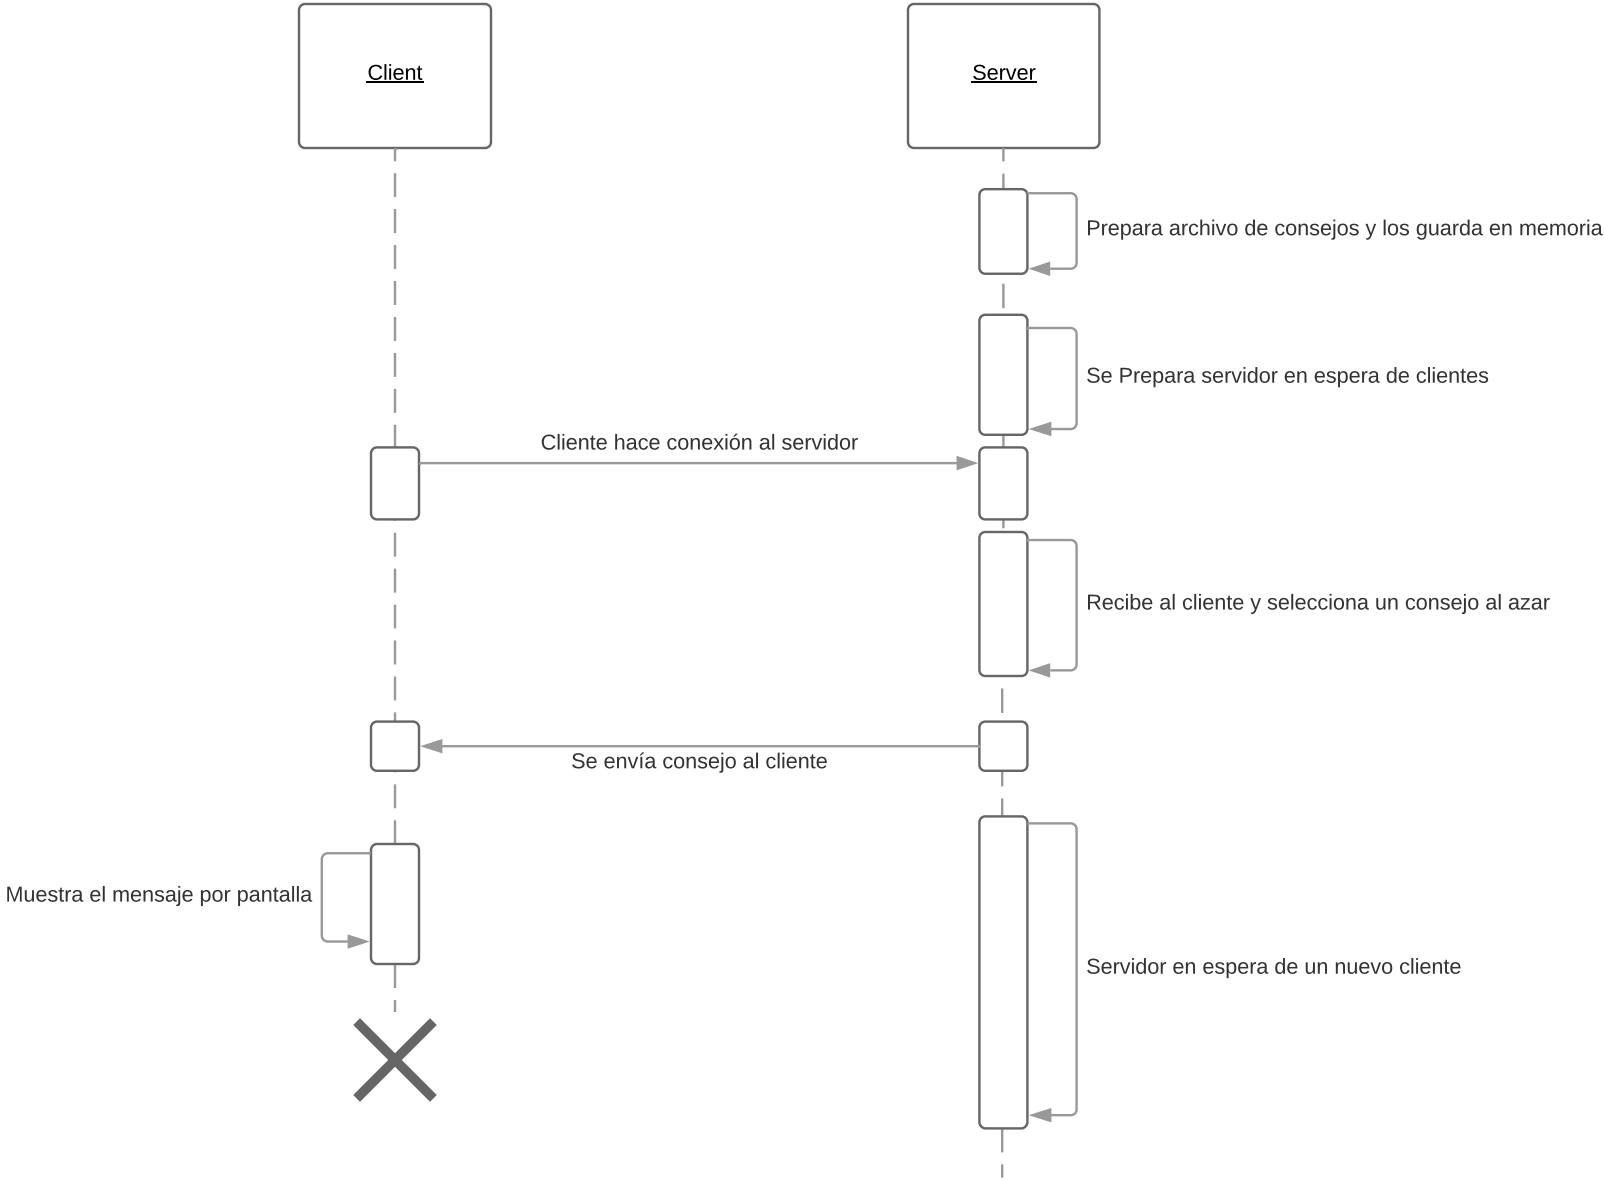 Client
Server
Prepara archivo de consejos y los guarda en memoria
Se Prepara servidor en espera de clientes
Cliente hace conexión al servidor
Recibe al cliente y selecciona un consejo al azar
Se envía consejo al cliente
Muestra el mensaje por pantalla
Servidor en espera de un nuevo cliente